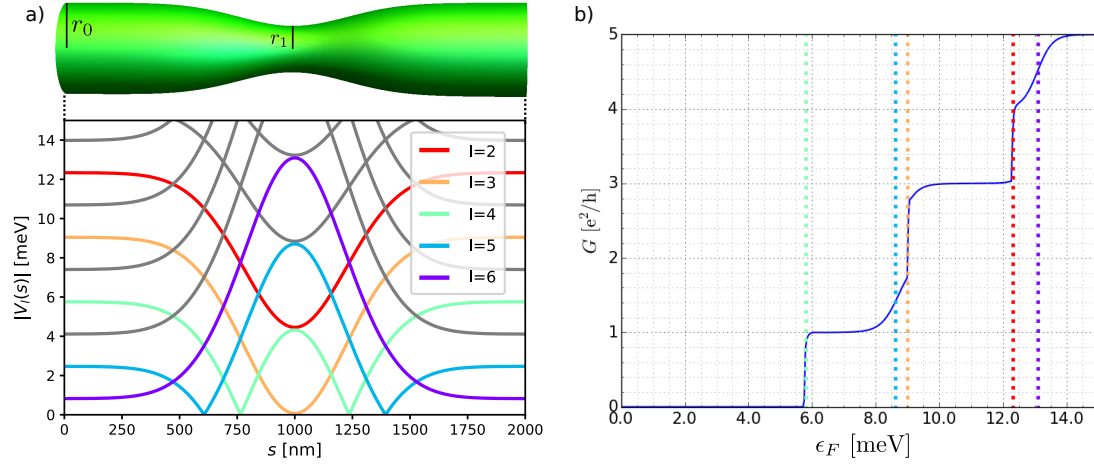 a)
r₀
r₁
14
12
10
8
6
4
2
0
|Vₗ(s)| [meV]
l=2
l=3
l=4
l=5
l=6
0 250 500 750 1000 1250 1500 1750 2000
s [nm]
b)
5
4
3
2
1
0
G [e²/h]
0.0 2.0 4.0 6.0 8.0 10.0 12.0 14.0
ϵ_F [meV]